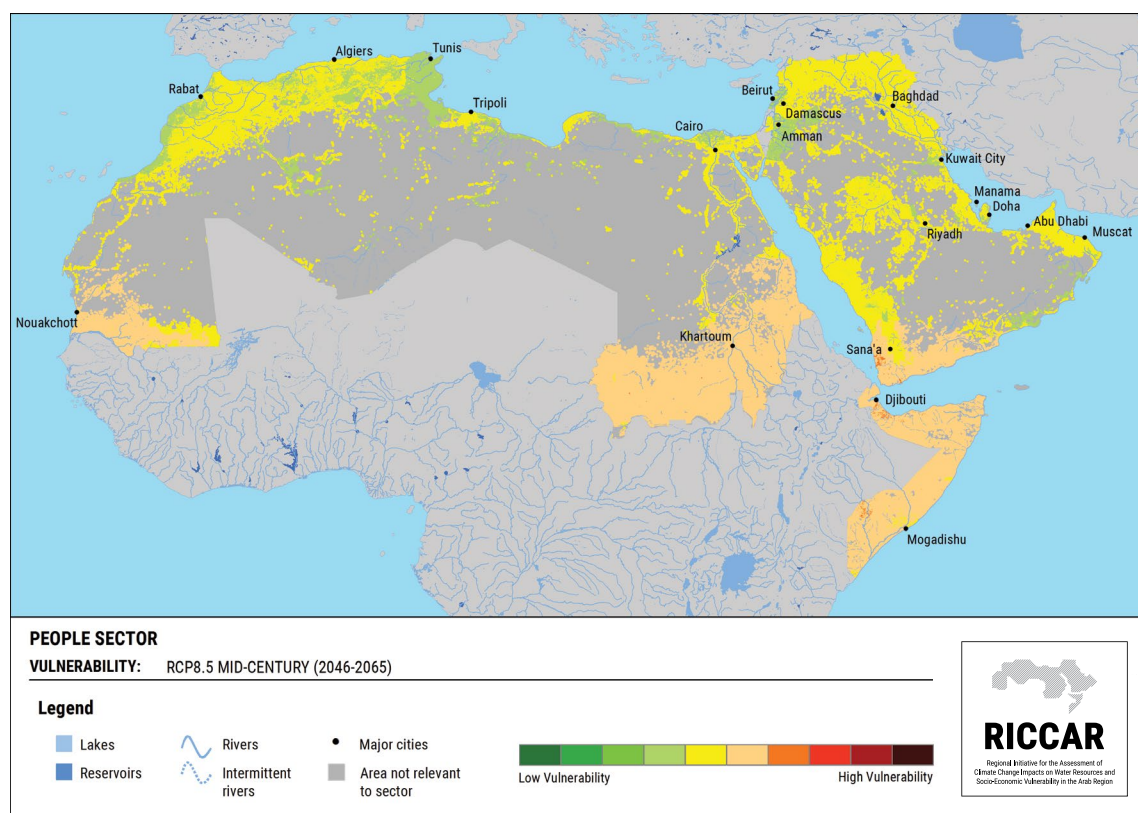 Algiers
Tunis
Rabat
Tripoli
Beirut
Baghdad
Damascus
Cairo
Amman
Kuwait City
Manama
Doha
Abu Dhabi
Riyadh
Muscat
Nouakchott
Khartoum
Sana'a
Djibouti
Mogadishu
PEOPLE SECTOR
VULNERABILITY: RCP8.5 MID-CENTURY (2046-2065)
Legend
Lakes
Rivers
Major cities
Reservoirs
Intermittent
rivers
Area not relevant
to sector
Low Vulnerability
High Vulnerability
RICCAR
Regional Initiative for the Assessment of
Climate Change Impacts on Water Resources and
Socio-Economic Vulnerability in the Arab Region